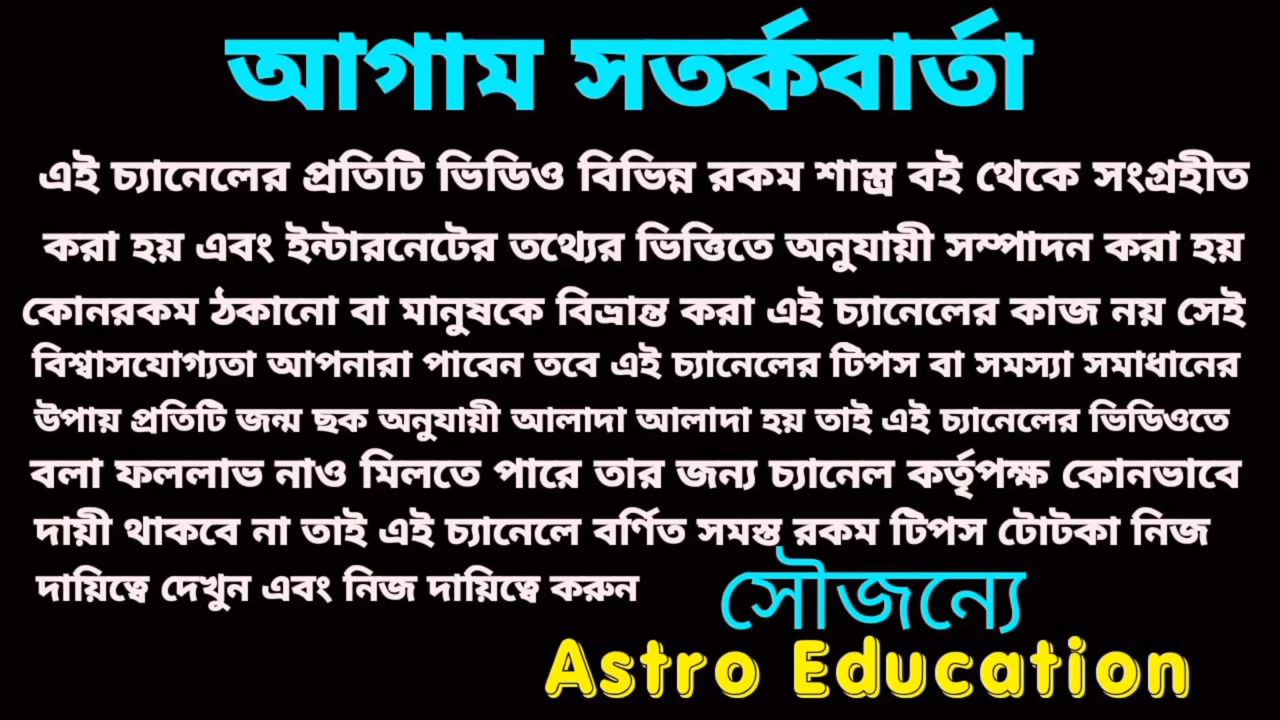 আগাম সতর্কবার্তা
এই চ্যানেলের প্রতিটি ভিডিও বিভিন্ন রকম শাস্ত্র বই থেকে সংগ্রহীত
করা হয় এবং ইন্টারনেটের তথ্যের ভিত্তিতে অনুযায়ী সম্পাদন করা হয়
কোনরকম ঠকানো বা মানুষকে বিভ্রান্ত করা এই চ্যানেলের কাজ নয় সেই
বিশ্বাসযোগ্যতা আপনারা পাবেন তবে এই চ্যানেলের টিপস বা সমস্যা সমাধানের
উপায় প্রতিটি জন্ম ছক অনুযায়ী আলাদা আলাদা হয় তাই এই চ্যানেলের ভিডিওতে
বলা ফললাভ নাও মিলতে পারে তার জন্য চ্যানেল কর্তৃপক্ষ কোনভাবে
দায়ী থাকবে না তাই এই চ্যানেলে বর্ণিত সমস্ত রকম টিপস টোটকা নিজ
দায়িত্বে দেখুন এবং নিজ দায়িত্বে করুন
সৌজন্যে
Astro Education